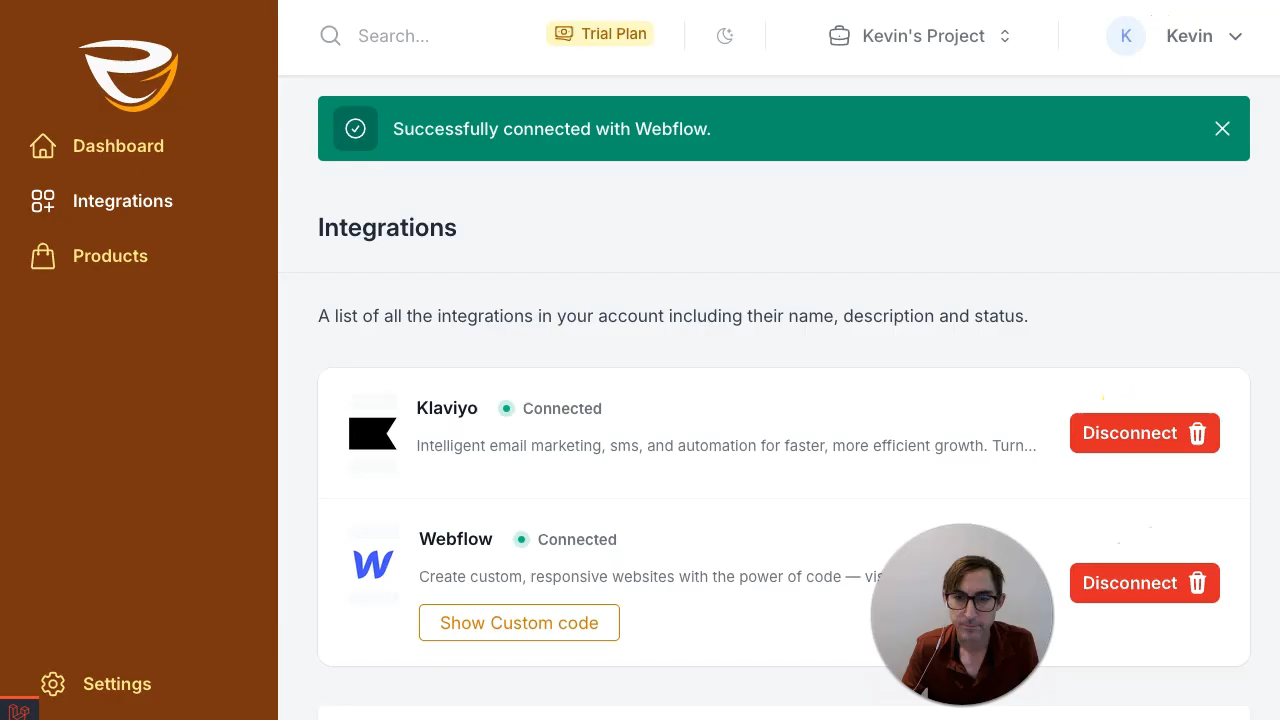 Search...
Trial Plan
Kevin's Project
K
Kevin
Dashboard
Integrations
Products
Settings
Successfully connected with Webflow.
Integrations
A list of all the integrations in your account including their name, description and status.
Klaviyo
Connected
Intelligent email marketing, sms, and automation for faster, more efficient growth. Turn...
Disconnect
Webflow
Connected
Create custom, responsive websites with the power of code — vis
Show Custom code
Disconnect